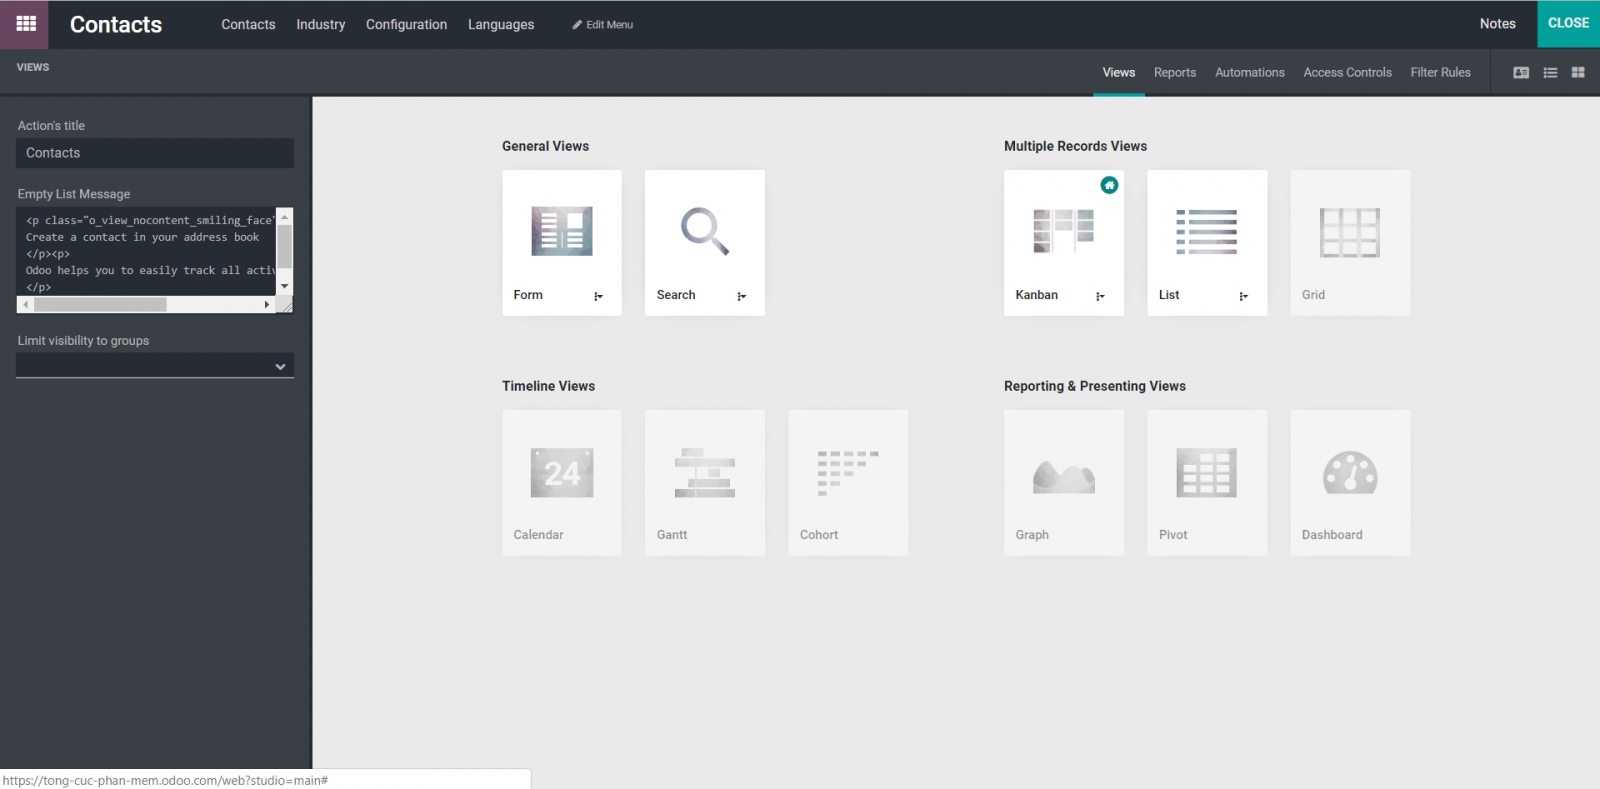 Contacts
Contacts Industry Configuration Languages Edit Menu
Notes CLOSE
VIEWS
Views Reports Automations Access Controls Filter Rules
Action's title
Contacts
Empty List Message
<p class="o_view_nocontent_smiling_face"
Create a contact in your address book
</p><p>
Odoo helps you to easily track all
</p>
Limit visibility to groups
General Views
Form Search
Multiple Records Views
Kanban List Grid
Timeline Views
24
Calendar Gantt Cohort
Reporting & Presenting Views
Graph Pivot Dashboard
https://tong-cuc-phan-mem.odoo.com/web?studio=main#